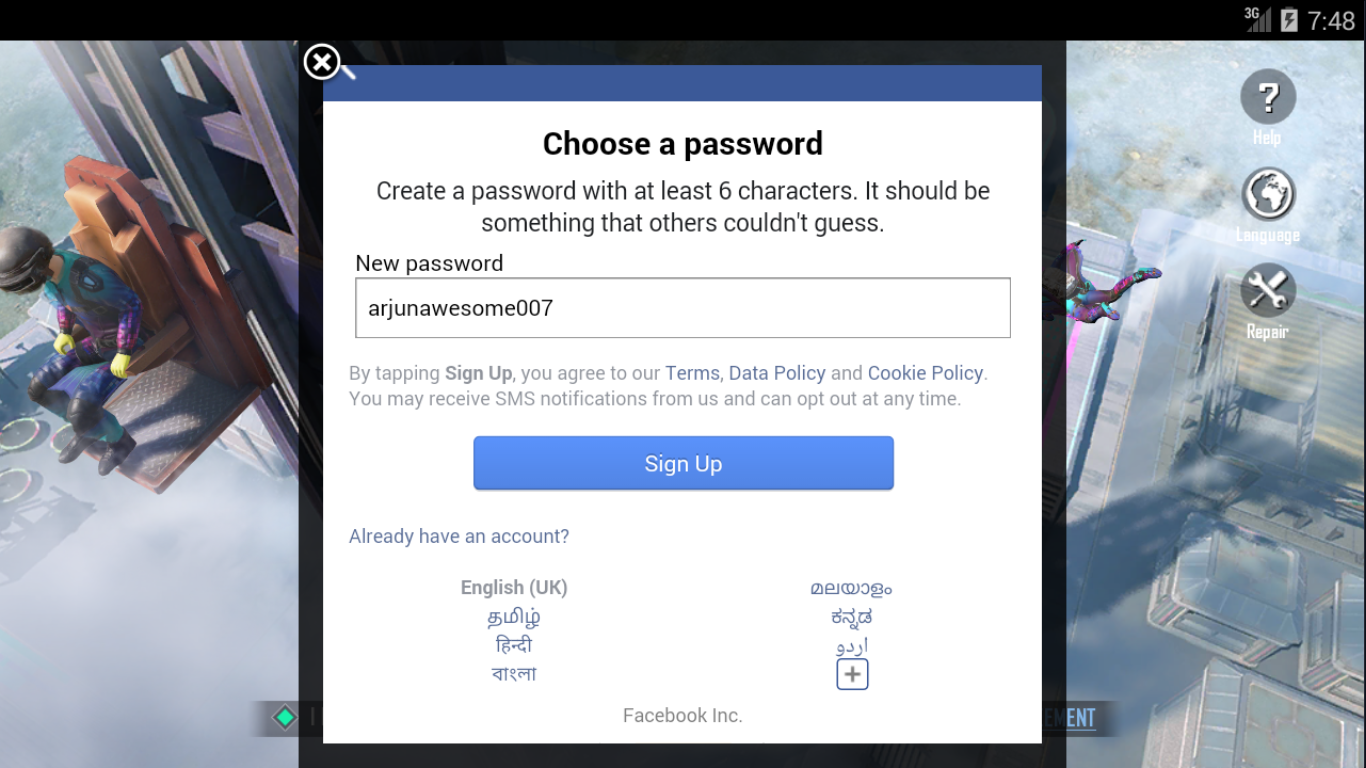 3G 7:48
Help
Language
Repair
Choose a password
Create a password with at least 6 characters. It should be
something that others couldn't guess.
New password
arjunawesome007
By tapping Sign Up, you agree to our Terms, Data Policy and Cookie Policy.
You may receive SMS notifications from us and can opt out at any time.
Sign Up
Already have an account?
English (UK)
தமிழ்
हिन्दी
বাংলা
മലയാളം
ಕನ್ನಡ
اردو
Facebook Inc.